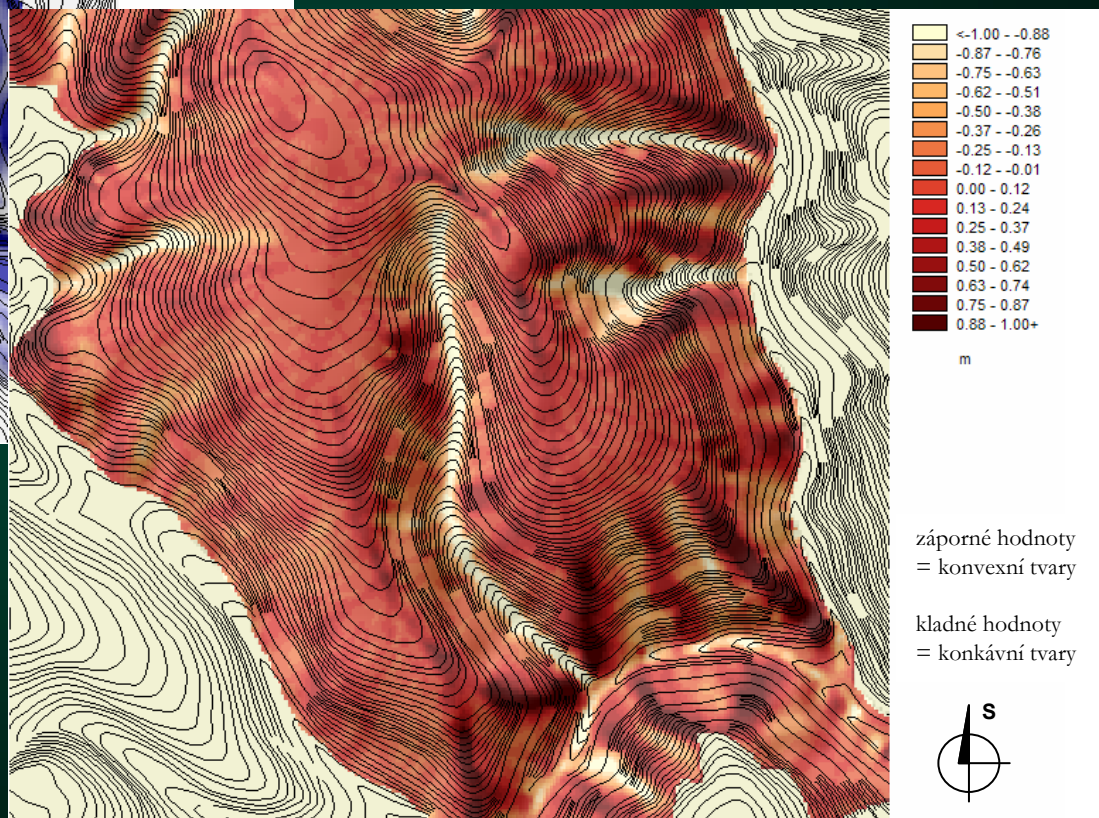 <-1.00 - -0.88
-0.87 - -0.76
-0.75 - -0.63
-0.62 - -0.51
-0.50 - -0.38
-0.37 - -0.26
-0.25 - -0.13
-0.12 - -0.01
0.00 - 0.12
0.13 - 0.24
0.25 - 0.37
0.38 - 0.49
0.50 - 0.62
0.63 - 0.74
0.75 - 0.87
0.88 - 1.00+
m
záporné hodnoty
= konvexní tvary
kladné hodnoty
= konkávní tvary
S